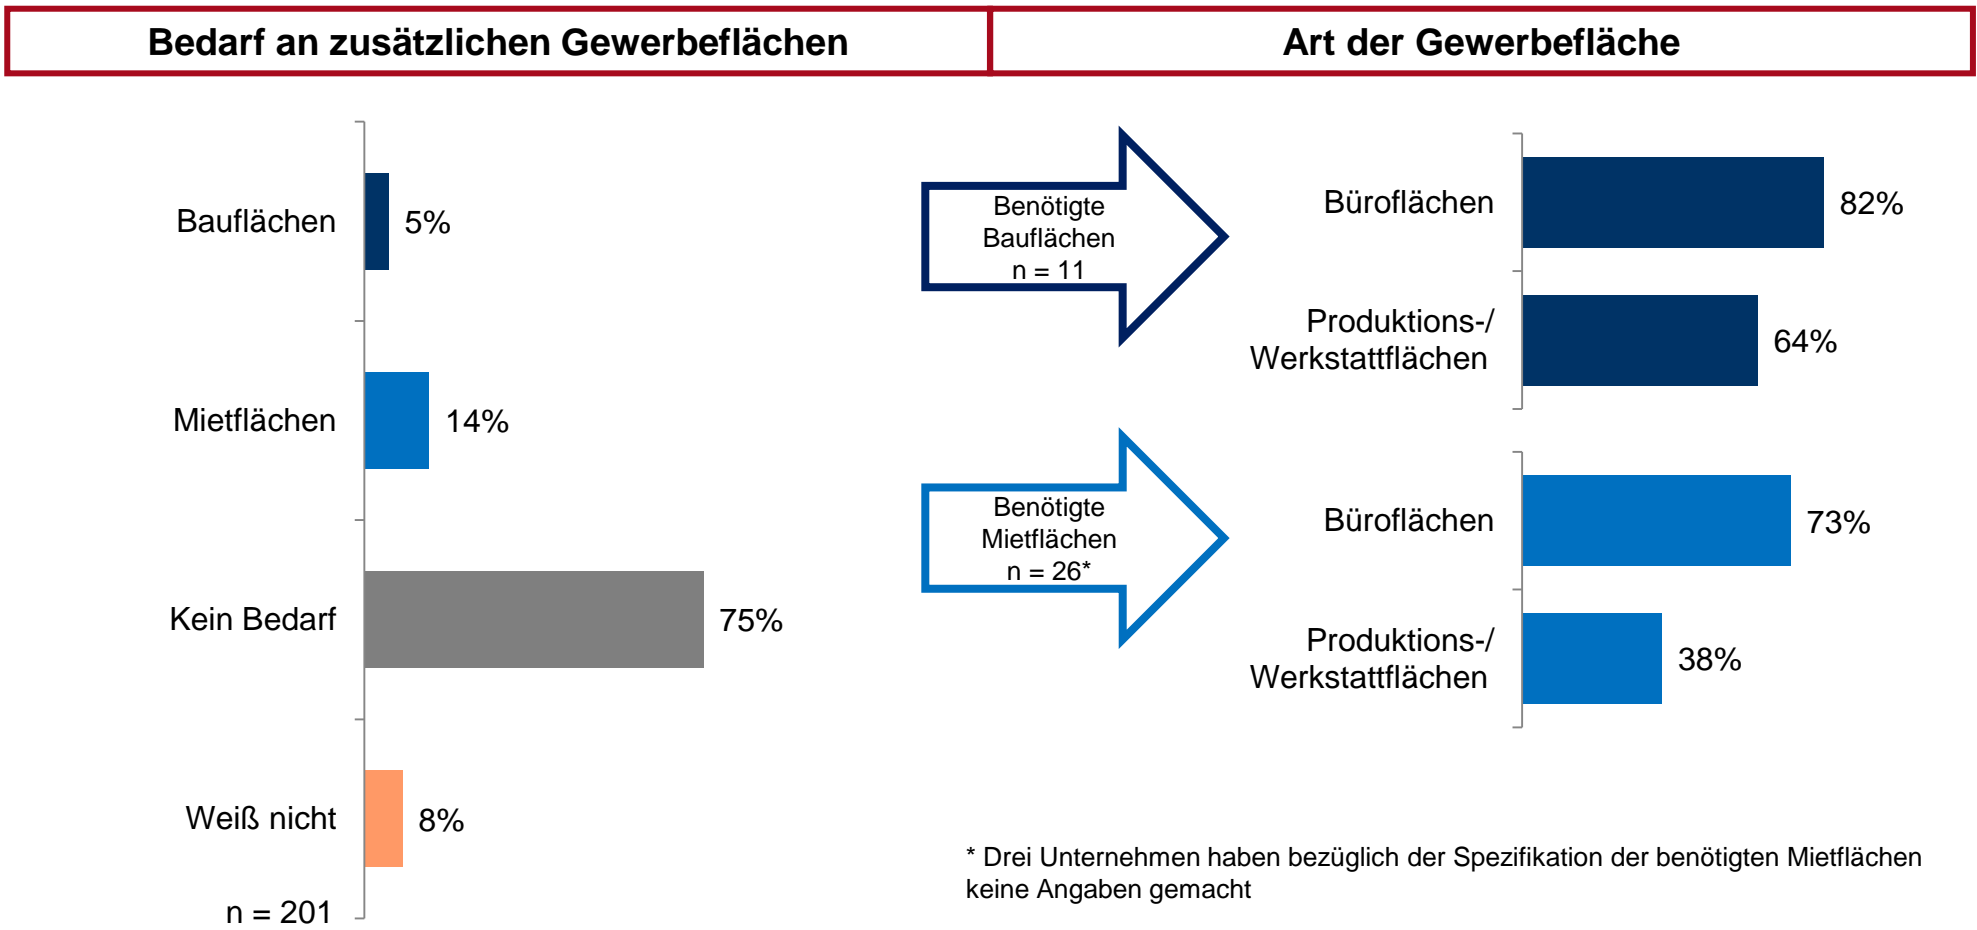 Bedarf an zusätzlichen Gewerbeflächen
Art der Gewerbefläche
Bauflächen
5%
Mietflächen
14%
Kein Bedarf
75%
Weiß nicht
8%
n = 201
Benötigte
Bauflächen
n = 11
Büroflächen
82%
Produktions-/
Werkstattflächen
64%
Benötigte
Mietflächen
n = 26*
Büroflächen
73%
Produktions-/
Werkstattflächen
38%
* Drei Unternehmen haben bezüglich der Spezifikation der benötigten Mietflächen
keine Angaben gemacht